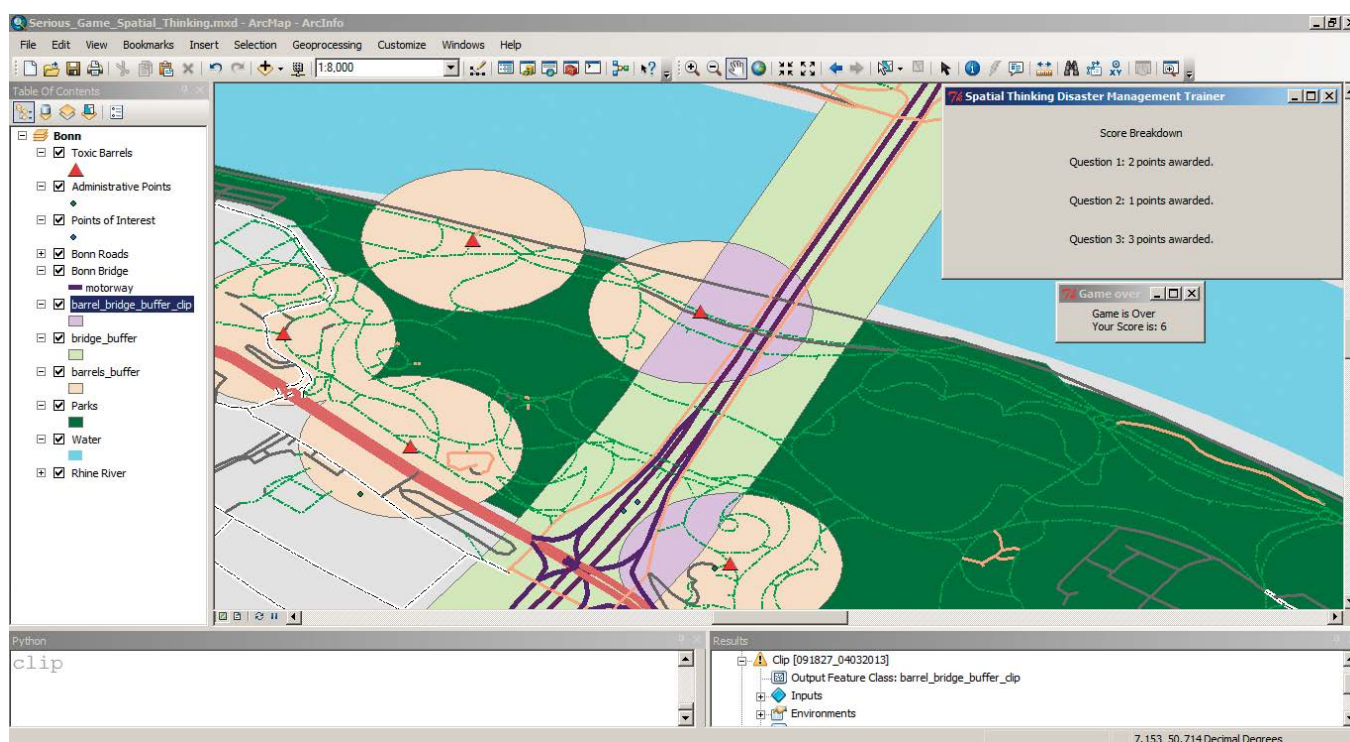 Serious_Game_Spatial_Thinking.mxd - ArcMap - ArcInfo
File Edit View Bookmarks Insert Selection Geoprocessing Customize Windows Help
1:8,000
Table Of Contents
Bonn
Toxic Barrels
Administrative Points
Points of Interest
Bonn Roads
Bonn Bridge
motorway
barrel_bridge_buffer_clip
bridge_buffer
barrels_buffer
Parks
Water
Rhine River
Spatial Thinking Disaster Management Trainer
Score Breakdown
Question 1: 2 points awarded.
Question 2: 1 points awarded.
Question 3: 3 points awarded.
Game over
Game is Over
Your Score is: 6
Python
clip
Results
Clip [091827_04032013]
Output Feature Class: barrel_bridge_buffer_clip
Inputs
Environments
7,153 50,714 Decimal Degrees